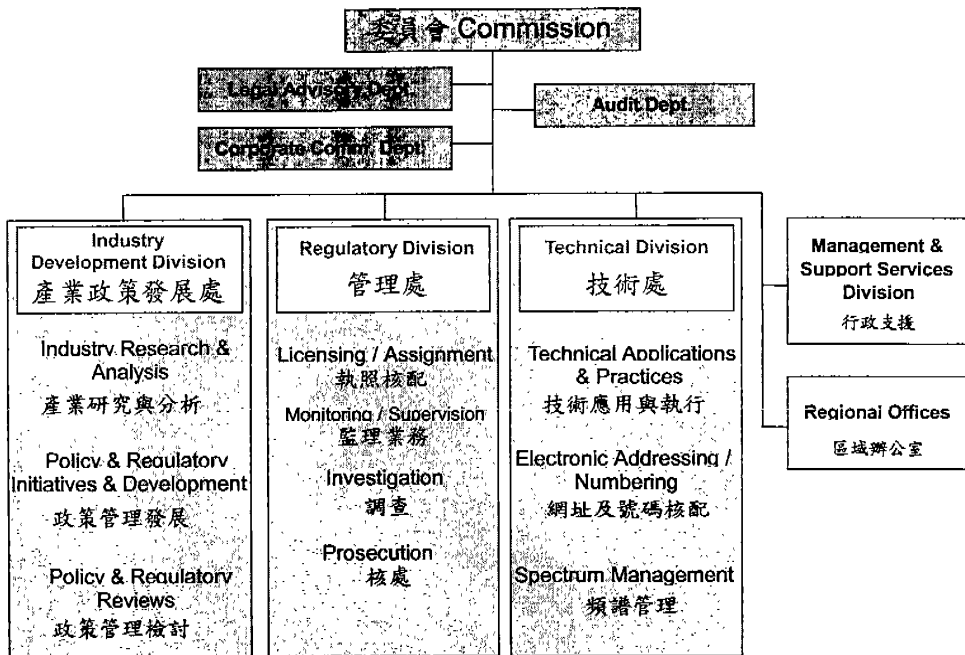 委員會 Commission
Legal Advisory Dept.
Audit Dept.
Corporate Comm. Dept.
Industry
Development Division
產業政策發展處
Industry Research &
Analysis
產業研究與分析
Policy & Regulatory
Initiatives & Development
政策管理發展
Policy & Regulatory
Reviews
政策管理檢討
Regulatory Division
管理處
Licensing / Assignment
執照核配
Monitoring / Supervision
監理業務
Investigation
調查
Prosecution
核處
Technical Division
技術處
Technical Applications
& Practices
技術應用與執行
Electronic Addressing /
Numbering
網址及號碼核配
Spectrum Management
頻譜管理
Management &
Support Services
Division
行政支援
Regional Offices
區域辦公室